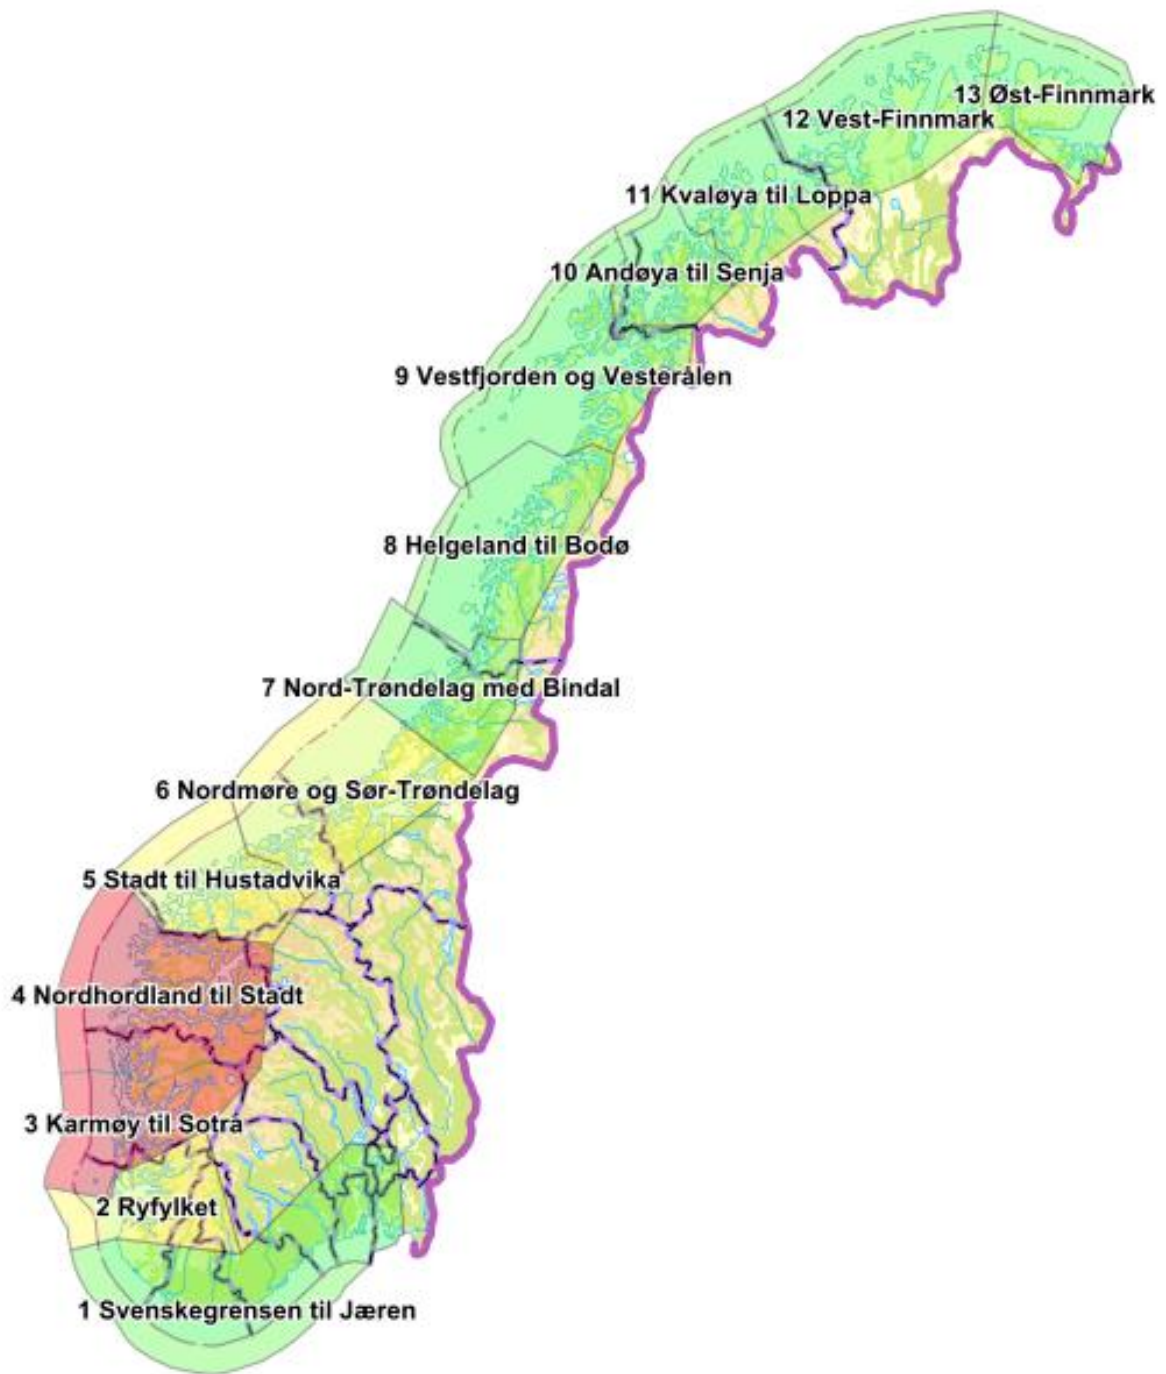 13 Øst-Finnmark
12 Vest-Finnmark
11 Kvaløya til Loppa
10 Andøya til Senja
9 Vestfjorden og Vesterålen
8 Helgeland til Bodø
7 Nord-Trøndelag med Bindal
6 Nordmøre og Sør-Trøndelag
5 Stadt til Hustadvika
4 Nordhordland til Stadt
3 Karmøy til Sotra
2 Ryfylket
1 Svenskegrensen til Jæren